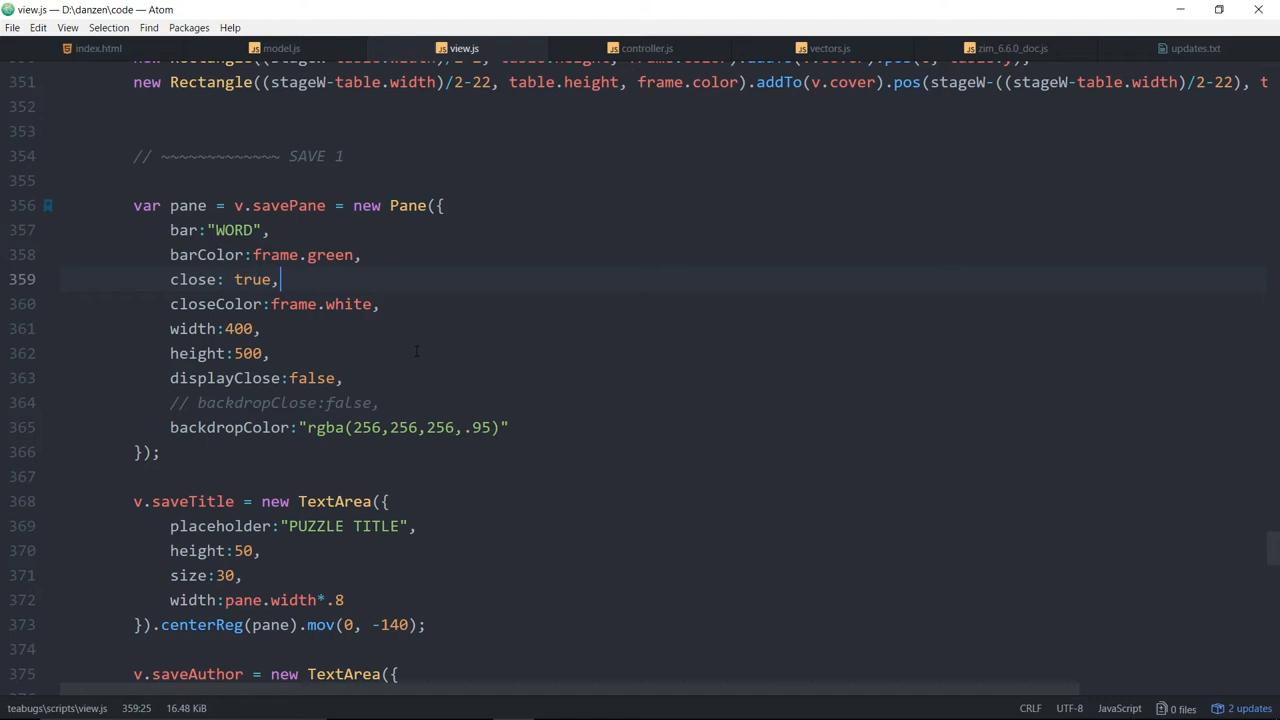 view.js — D:\danzen\code — Atom
File Edit View Selection Find Packages Help
index.html model.js view.js controller.js vectors.js zim_6.6.0_doc.js updates.txt
351 new Rectangle((stageW-table.width)/2-22, table.height, frame.color).addTo(v.cover).pos(stageW-((stageW-table.width)/2-22), t
352
353
354 // ~~~~~~~~~~~~~ SAVE 1
355
356 var pane = v.savePane = new Pane({
357 bar:"WORD",
358 barColor:frame.green,
359 close: true,
360 closeColor:frame.white,
361 width:400,
362 height:500,
363 displayClose:false,
364 // backdropClose:false,
365 backdropColor:"rgba(256,256,256,.95)"
366 });
367
368 v.saveTitle = new TextArea({
369 placeholder:"PUZZLE TITLE",
370 height:50,
371 size:30,
372 width:pane.width*.8
373 }).centerReg(pane).mov(0, -140);
374
375 v.saveAuthor = new TextArea({
teabugs\scripts\view.js 359:25 16.48 KiB CRLF UTF-8 JavaScript 0 files 2 updates